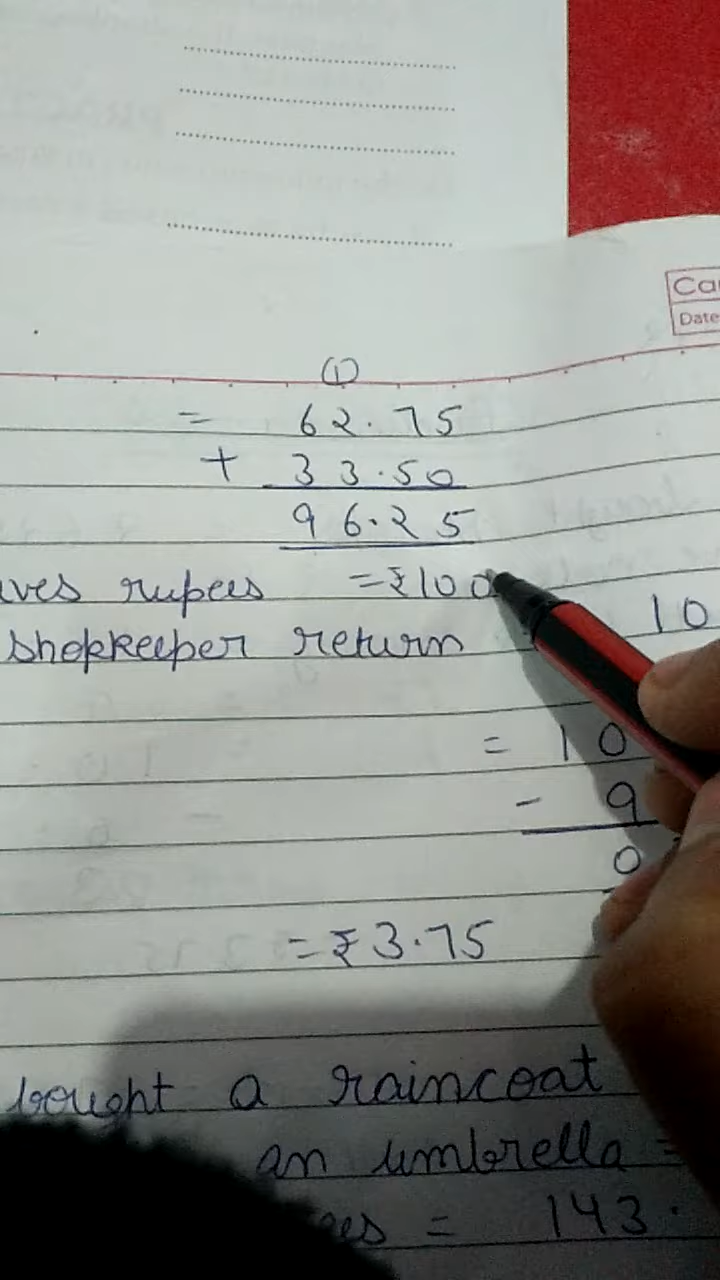 Ca
Date
①
= 62.75
+ 33.50
96.25
ves rupees = ₹100
shopkeeper return 10
= 10
- 9
0
= ₹3.75
bought a raincoat
an umbrella =
= 143.